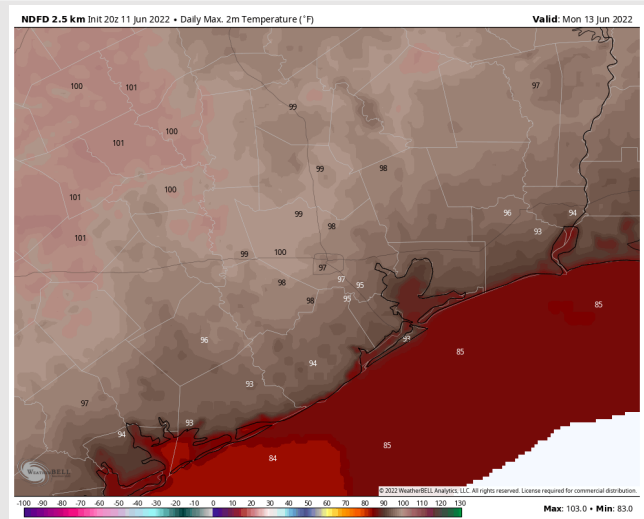 NDFD 2.5 km Init 20z 11 Jun 2022 • Daily Max. 2m Temperature (°F) Valid: Mon 13 Jun 2022
100 101 97
99
100
101
99 98
100
101
99 96 94
98 93
101
99 100
97
97
98 95
98 95 85
96 93
85
94
93
97
93
94
85
84
WEATHERBELL
© 2022 WeatherBELL Analytics, LLC. All rights reserved. License required for commercial distribution.
-100 -90 -80 -70 -60 -50 -40 -30 -20 -10 0 10 20 30 40 50 60 70 80 90 100 110 120 130
Max: 103.0 • Min: 83.0